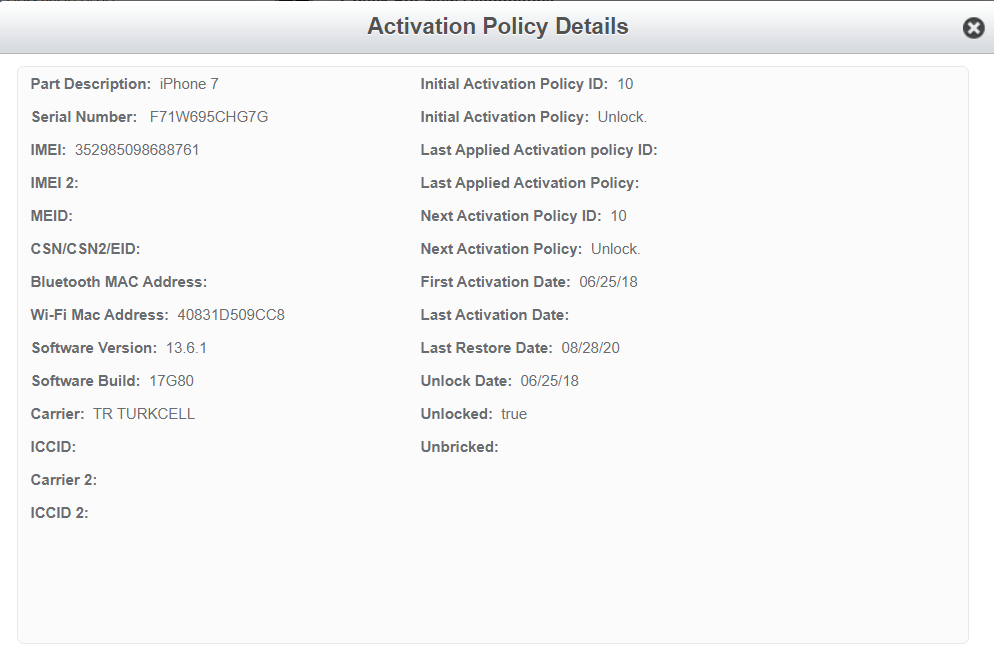 Activation Policy Details
Part Description: iPhone 7
Serial Number: F71W695CHG7G
IMEI: 352985098688761
IMEI 2:
MEID:
CSN/CSN2/EID:
Bluetooth MAC Address:
Wi-Fi Mac Address: 40831D509CC8
Software Version: 13.6.1
Software Build: 17G80
Carrier: TR TURKCELL
ICCID:
Carrier 2:
ICCID 2:
Initial Activation Policy ID: 10
Initial Activation Policy: Unlock.
Last Applied Activation policy ID:
Last Applied Activation Policy:
Next Activation Policy ID: 10
Next Activation Policy: Unlock.
First Activation Date: 06/25/18
Last Activation Date:
Last Restore Date: 08/28/20
Unlock Date: 06/25/18
Unlocked: true
Unbricked: